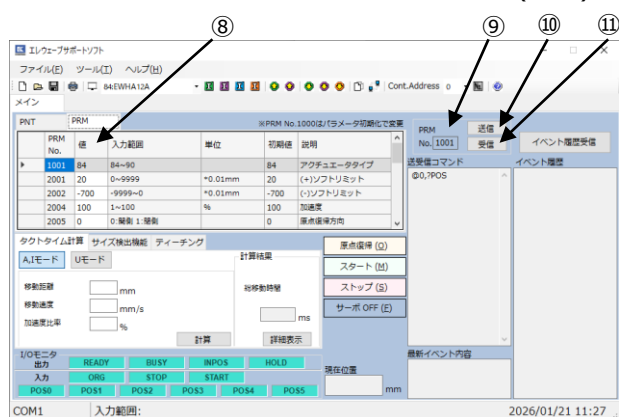 ⑧ ⑨ ⑩ ⑪
エレウェーブサポートソフト
ファイル(F) ツール(T) ヘルプ(H)
84:EWHA12A Cont.Address 0
メイン
PNT PRM ※PRM No.1000はパラメータ初期化で変更
PRM No. 値 入力範囲 単位 初期値 説明
1001 84 84~90 84 アクチュエータタイプ
2001 20 0~9999 *0.01mm 20 (+)ソフトリミット
2002 -700 -9999~0 *0.01mm -700 (-)ソフトリミット
2004 100 1~100 % 100 加速度
2005 0 0:開側 1:閉側 0 原点復帰方向
PRM No. 1001 送信
受信
イベント履歴受信
送受信コマンド
@0,?POS
イベント履歴
タクトタイム計算 サイズ検出機能 ティーチング
A,Iモード Uモード
移動距離 mm
移動速度 mm/s
加速度比率 %
計算
計算結果
総移動時間
ms
詳細表示
原点復帰 (O)
スタート (M)
ストップ (S)
サーボ OFF (E)
I/Oモニタ
出力 READY BUSY INPOS HOLD
入力 ORG STOP START
POS0 POS1 POS2 POS3 POS4 POS5
現在位置
mm
最新イベント内容
COM1 入力範囲: 2026/01/21 11:27